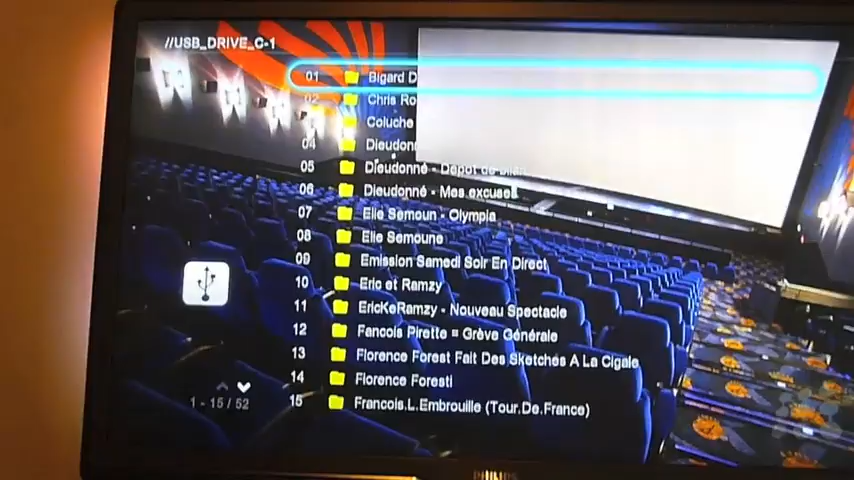 //USB_DRIVE_C-1
01 Bigard D
02 Chris Ro
Coluche
04 Dieudon
05 Dieudonné - Depot de bilan
06 Dieudonné - Mes excuses
07 Elie Semoun - Olympia
08 Elie Semoune
09 Emission Samedi Soir En Direct
10 Eric et Ramzy
11 EricKeRamzy - Nouveau Spectacle
12 Fancois Pirette = Grève Générale
13 Florence Forest Fait Des Sketches A La Cigale
14 Florence Foresti
15 Francois.L.Embrouille (Tour.De.France)
1 - 15 / 52
PHILIPS